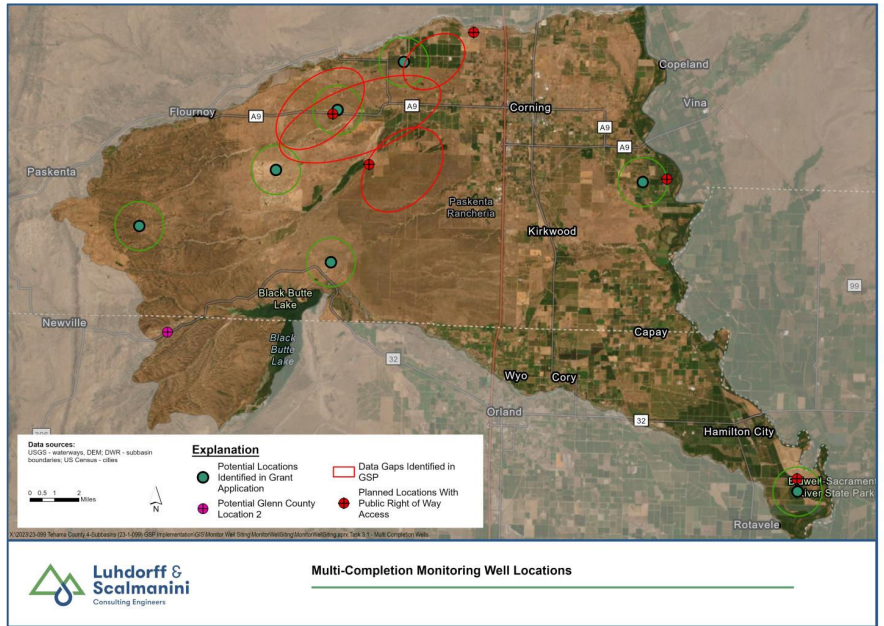 Copeland
Vina
Flournoy
A9
A9
Corning
A9
A9
Paskenta
Paskenta
Rancheria
Kirkwood
Black Butte
Lake
99
Newville
Black
Butte
Lake
Capay
32
Wyo
Cory
Orland
32
Hamilton City
River State Park
Rotavele
Data sources:
USGS - waterways, DEM; DWR - subbasin
boundaries; US Census - cities
0 0.5 1 2
Miles
N
Explanation
Potential Locations
Identified in Grant
Application
Potential Glenn County
Location 2
Data Gaps Identified in
GSP
Planned Locations With
Public Right of Way
Access
Luhdorff &
Scalmanini
Consulting Engineers
Multi-Completion Monitoring Well Locations